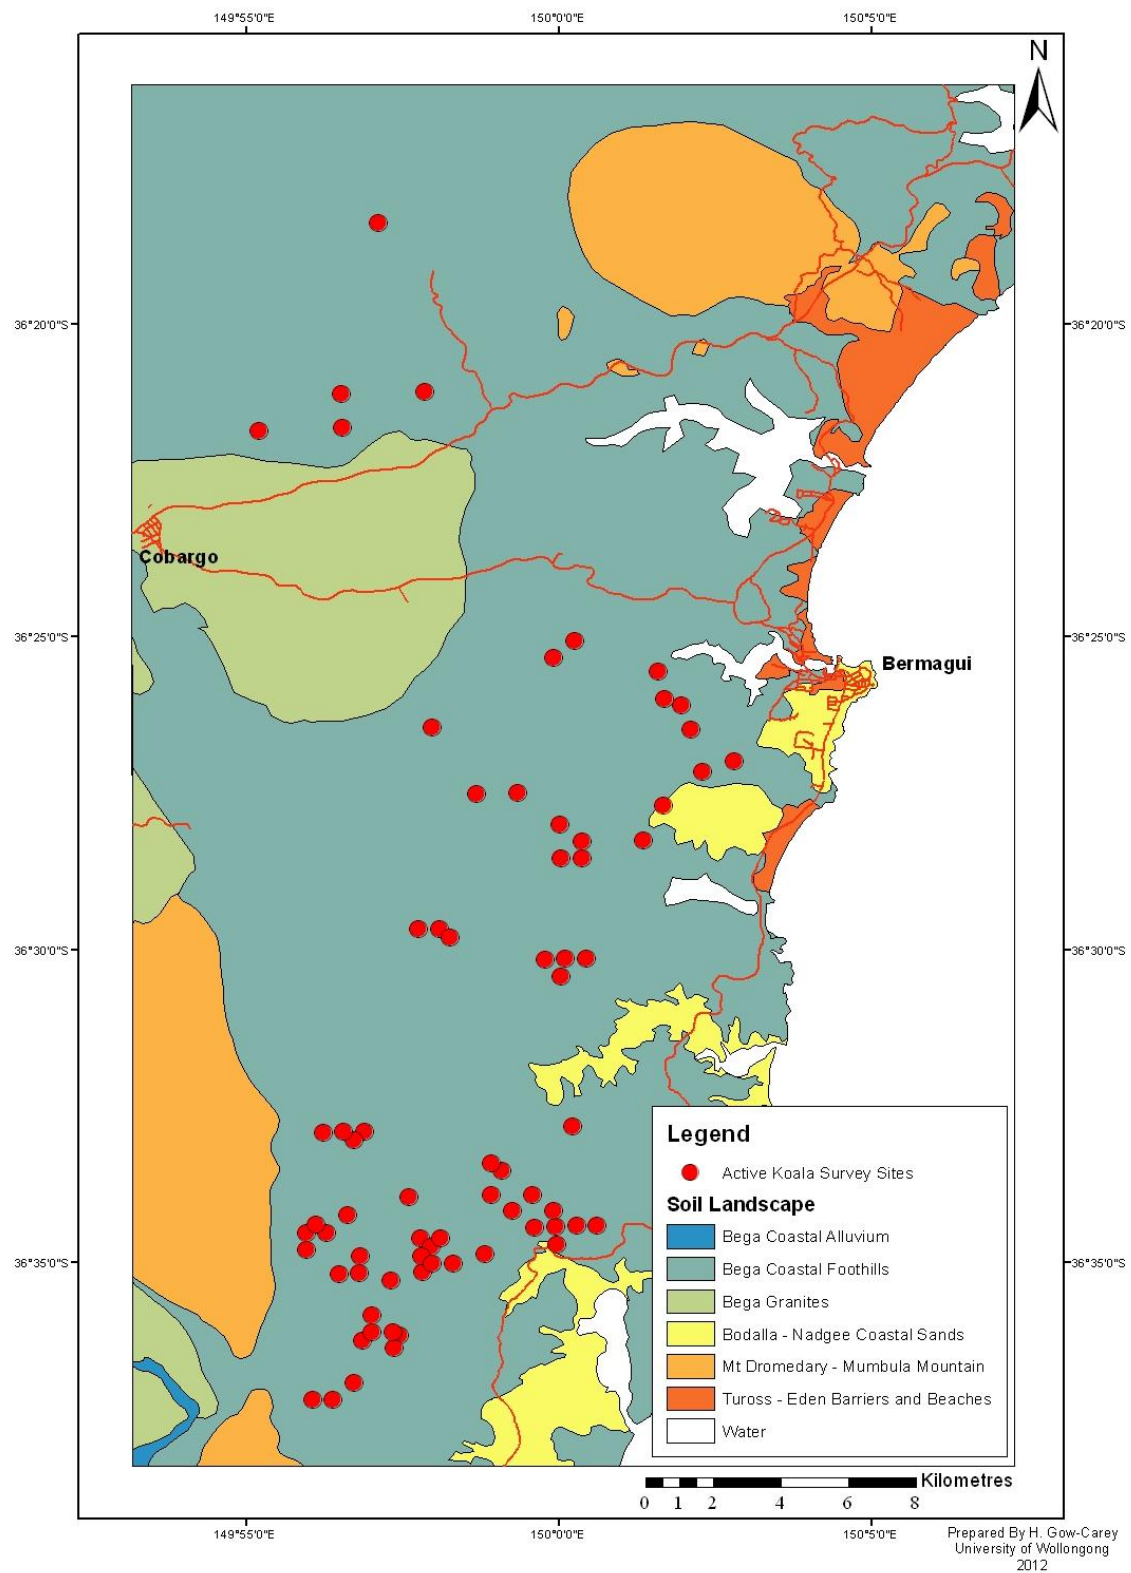 149°55'0"E 150°0'0"E 150°5'0"E
N
36°20'0"S 36°20'0"S
Cobargo
36°25'0"S 36°25'0"S
Bermagui
36°30'0"S 36°30'0"S
Legend
Active Koala Survey Sites
Soil Landscape
Bega Coastal Alluvium
36°35'0"S 36°35'0"S
Bega Coastal Foothills
Bega Granites
Bodalla - Nadgee Coastal Sands
Mt Dromedary - Mumbula Mountain
Tuross - Eden Barriers and Beaches
Water
Kilometres
0 1 2 4 6 8
149°55'0"E 150°0'0"E 150°5'0"E
Prepared By H. Gow-Carey
University of Wollongong
2012